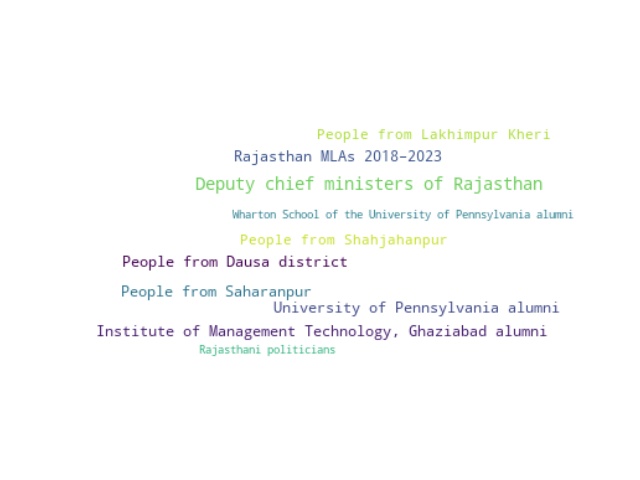 People from Lakhimpur Kheri
Rajasthan MLAs 2018–2023
Deputy chief ministers of Rajasthan
Wharton School of the University of Pennsylvania alumni
People from Shahjahanpur
People from Dausa district
People from Saharanpur
University of Pennsylvania alumni
Institute of Management Technology, Ghaziabad alumni
Rajasthani politicians